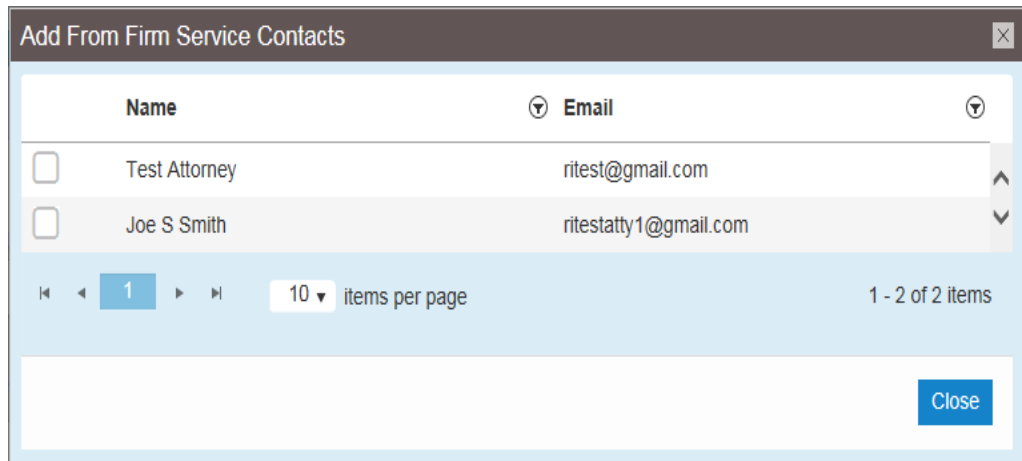 Add From Firm Service Contacts
Name Email
Test Attorney ritest@gmail.com
Joe S Smith ritestatty1@gmail.com
1 10 items per page 1 - 2 of 2 items
Close